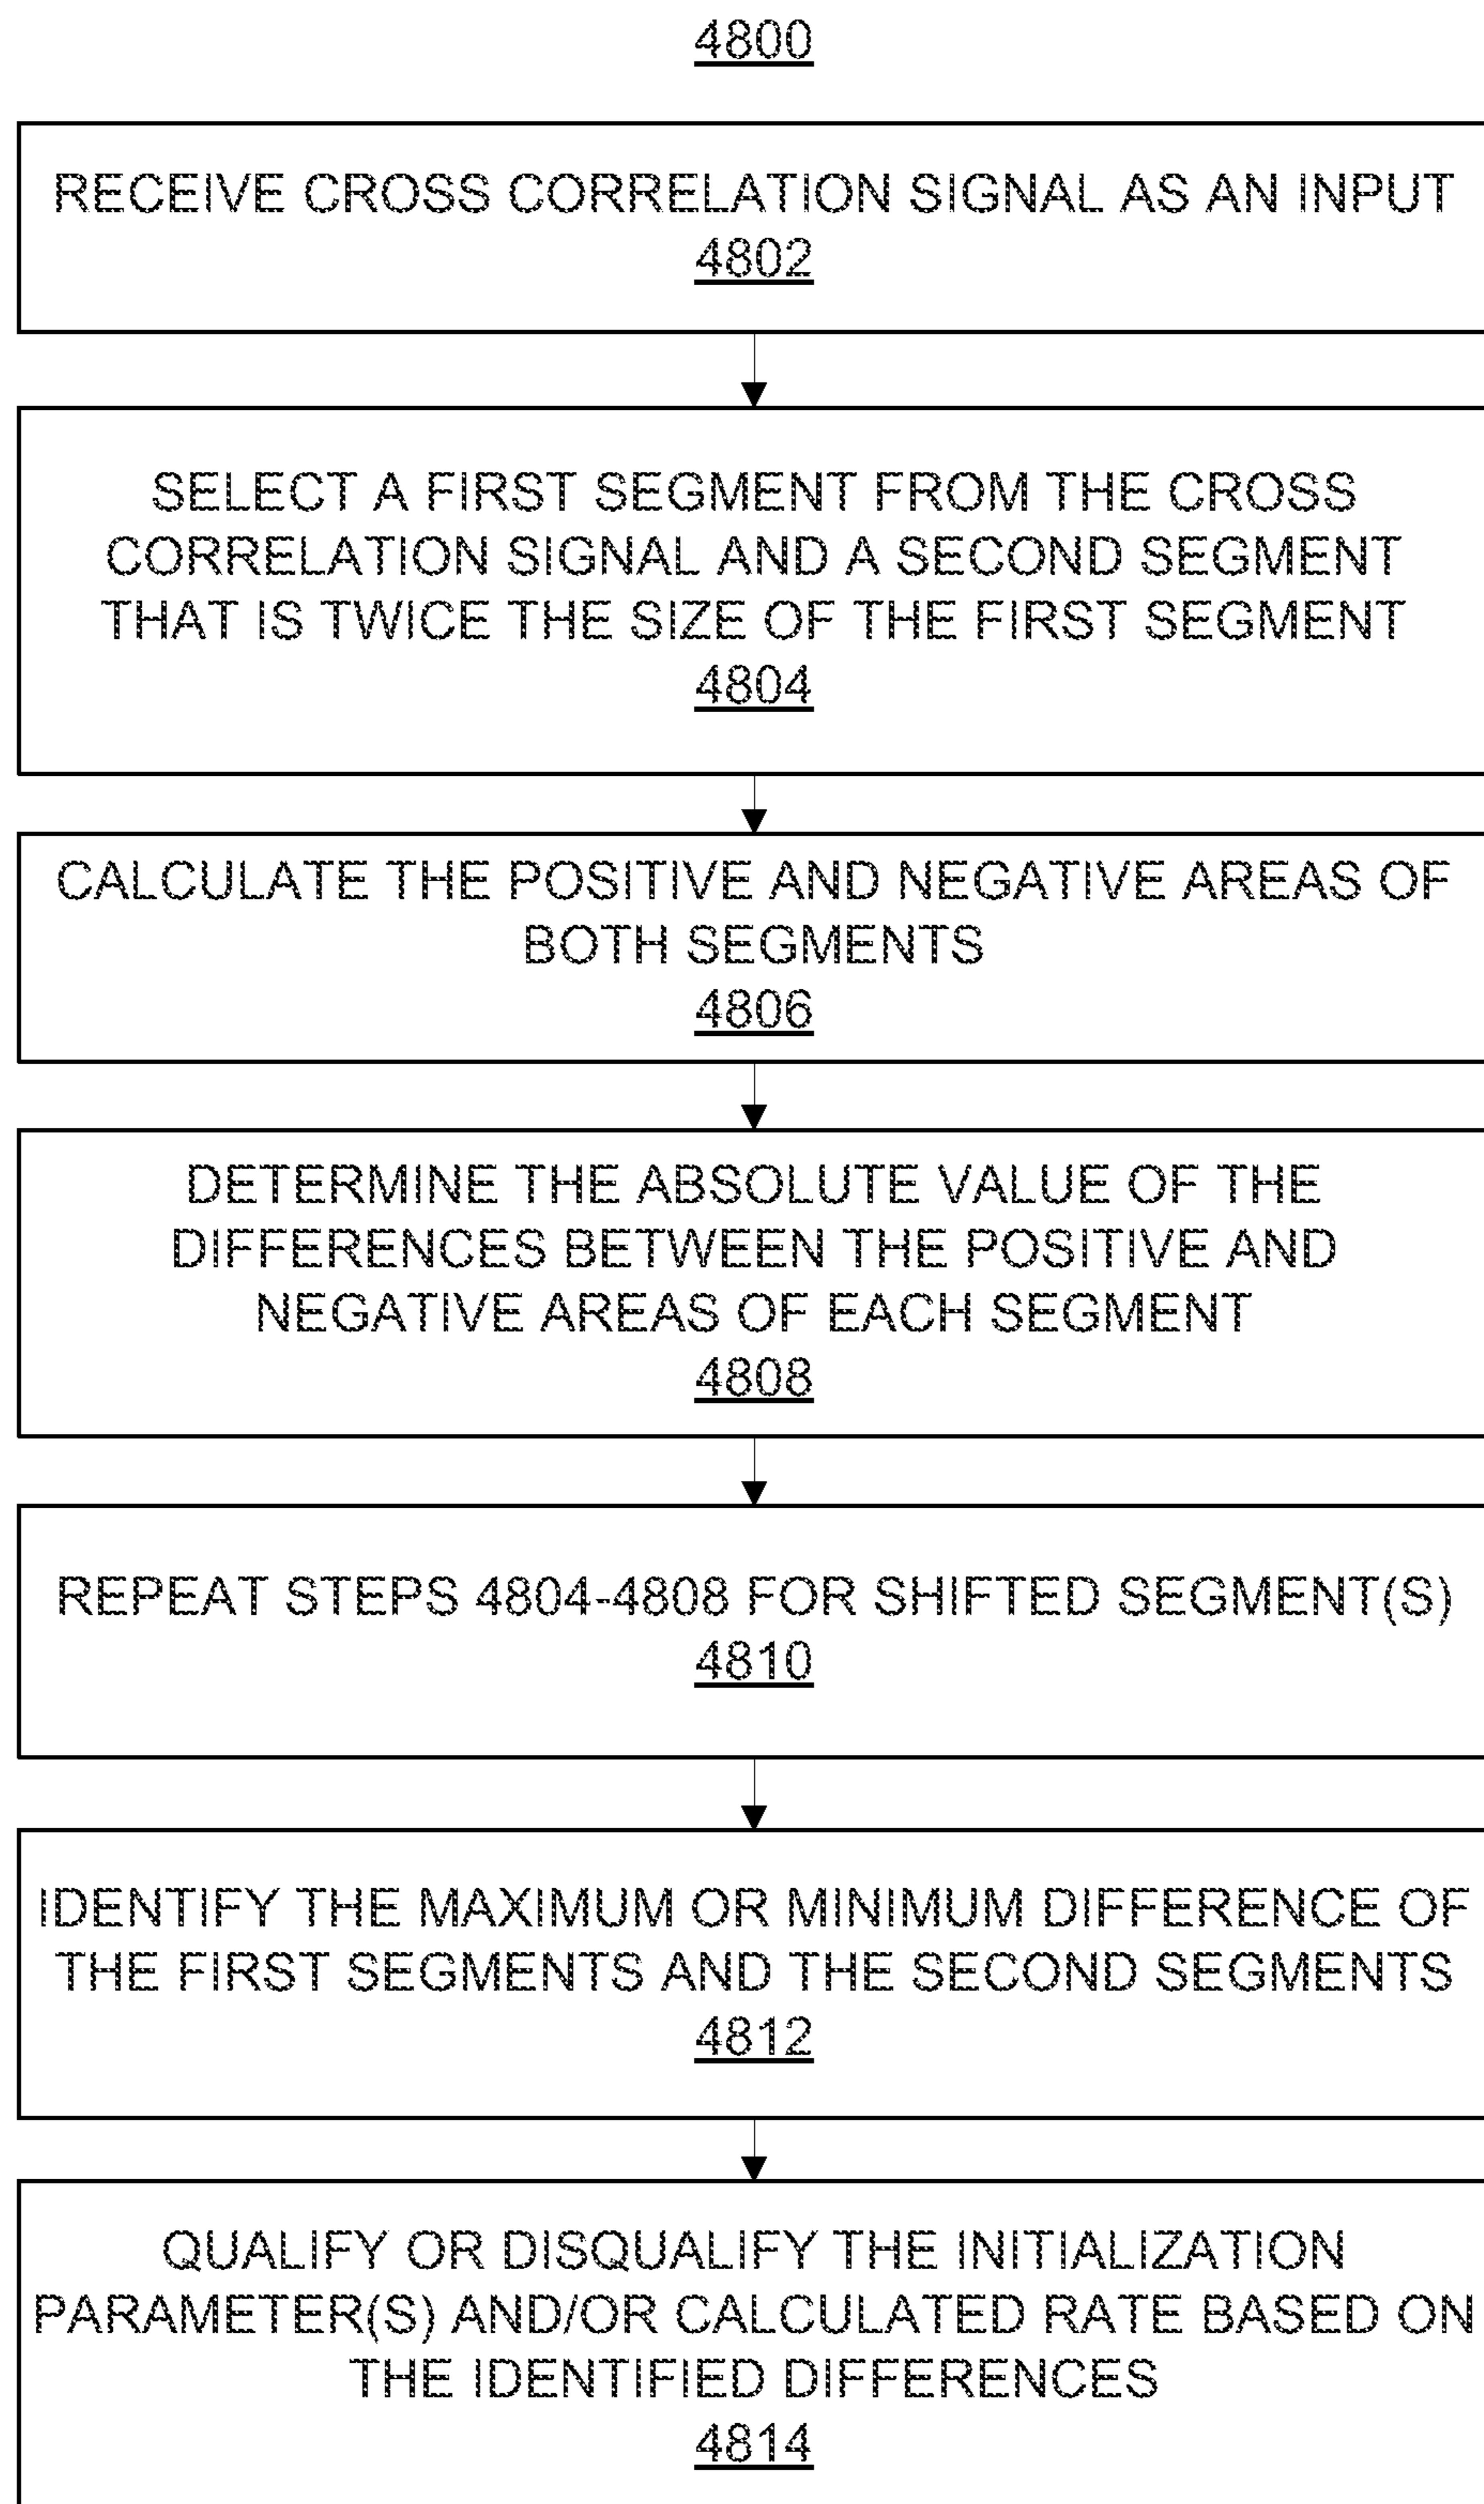 4800
RECEIVE CROSS CORRELATION SIGNAL AS AN INPUT
4802
SELECT A FIRST SEGMENT FROM THE CROSS
CORRELATION SIGNAL AND A SECOND SEGMENT
THAT IS TWICE THE SIZE OF THE FIRST SEGMENT
4804
CALCULATE THE POSITIVE AND NEGATIVE AREAS OF
BOTH SEGMENTS
4806
DETERMINE THE ABSOLUTE VALUE OF THE
DIFFERENCES BETWEEN THE POSITIVE AND
NEGATIVE AREAS OF EACH SEGMENT
4808
REPEAT STEPS 4804-4808 FOR SHIFTED SEGMENT(S)
4810
IDENTIFY THE MAXIMUM OR MINIMUM DIFFERENCE OF
THE FIRST SEGMENTS AND THE SECOND SEGMENTS
4812
QUALIFY OR DISQUALIFY THE INITIALIZATION
PARAMETER(S) AND/OR CALCULATED RATE BASED ON
THE IDENTIFIED DIFFERENCES
4814